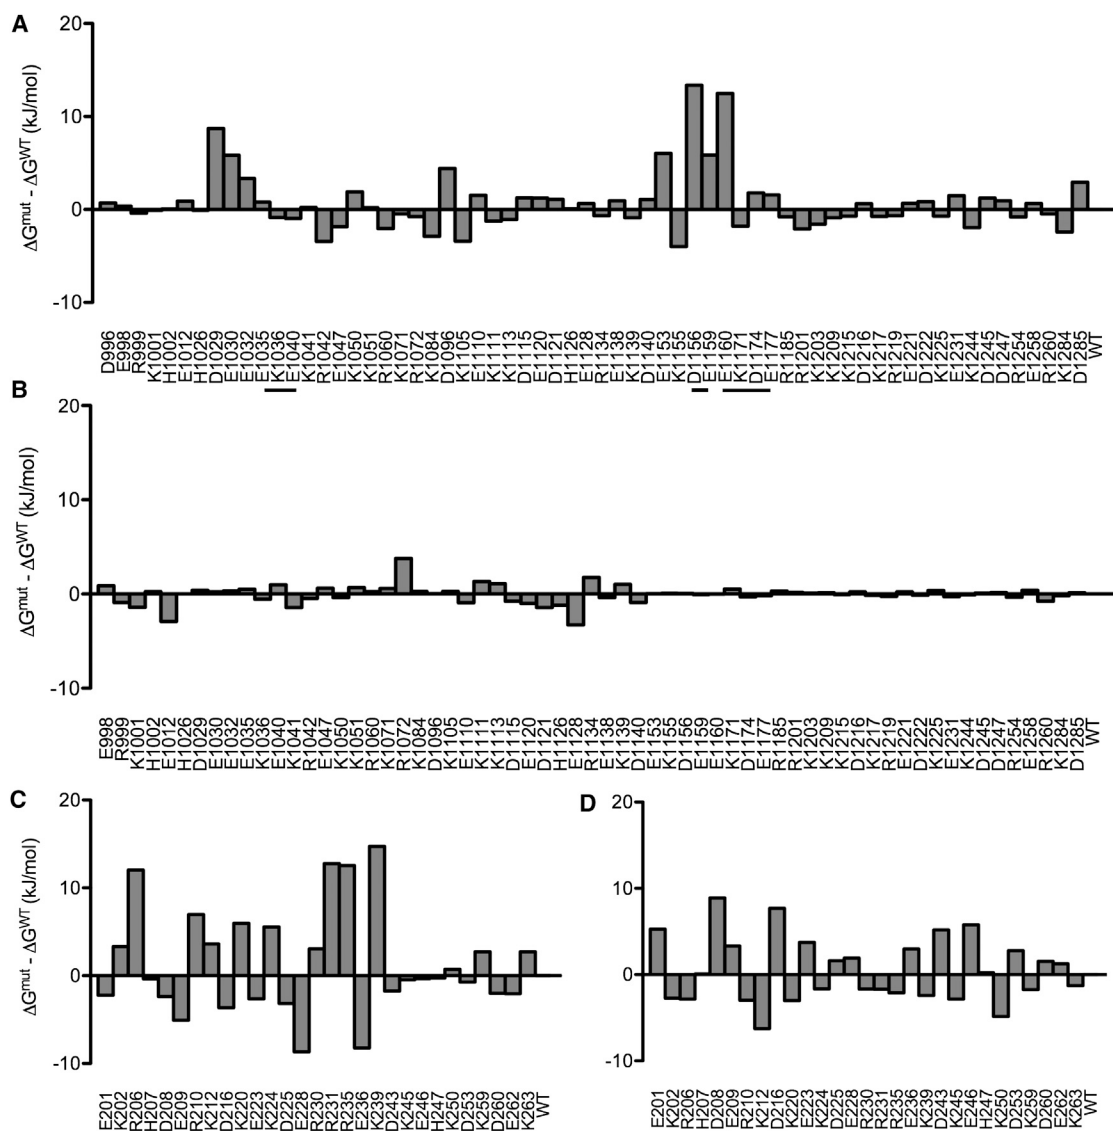 A
20
10
0
-10
ΔG^mut - ΔG^WT (kJ/mol)
D996 E998 R999 K1001 H1002 E1012 H1026 D1029 E1030 E1032 E1035 K1036 E1040 K1041 R1042 E1047 K1050 K1051 R1060 K1071 R1072 K1084 D1096 K1105 E1110 K1111 K1113 D1115 E1120 D1121 H1126 E1128 R1134 E1138 K1139 D1140 E1153 K1155 D1156 E1159 E1160 K1171 D1174 E1177 R1185 R1201 K1203 K1209 K1215 D1216 K1217 R1219 E1221 D1222 K1225 E1231 K1244 D1245 D1247 R1254 E1258 R1260 K1284 D1285 WT
B
20
10
0
-10
ΔG^mut - ΔG^WT (kJ/mol)
E998 R999 K1001 H1002 E1012 H1026 D1029 E1030 E1032 E1035 K1036 E1040 K1041 R1042 E1047 K1050 K1051 R1060 K1071 R1072 K1084 D1096 K1105 E1110 K1111 K1113 D1115 E1120 D1121 H1126 E1128 R1134 E1138 K1139 D1140 E1153 K1155 D1156 E1159 E1160 K1171 D1174 E1177 R1185 R1201 K1203 K1209 K1215 D1216 K1217 R1219 E1221 D1222 K1225 E1231 K1244 D1245 D1247 R1254 E1258 R1260 K1284 D1285 WT
C
20
10
0
-10
ΔG^mut - ΔG^WT (kJ/mol)
E201 K202 R206 H207 D208 E209 R210 K212 D216 K220 E223 K224 D225 E228 R230 R231 R235 E236 K239 D243 K245 E246 H247 K250 D253 K259 D260 E262 K263 WT
D
20
10
0
-10
E201 K202 R206 H207 D208 E209 R210 K212 D216 K220 E223 K224 D225 E228 R230 R231 R235 E236 K239 D243 K245 E246 H247 K250 D253 K259 D260 E262 K263 WT